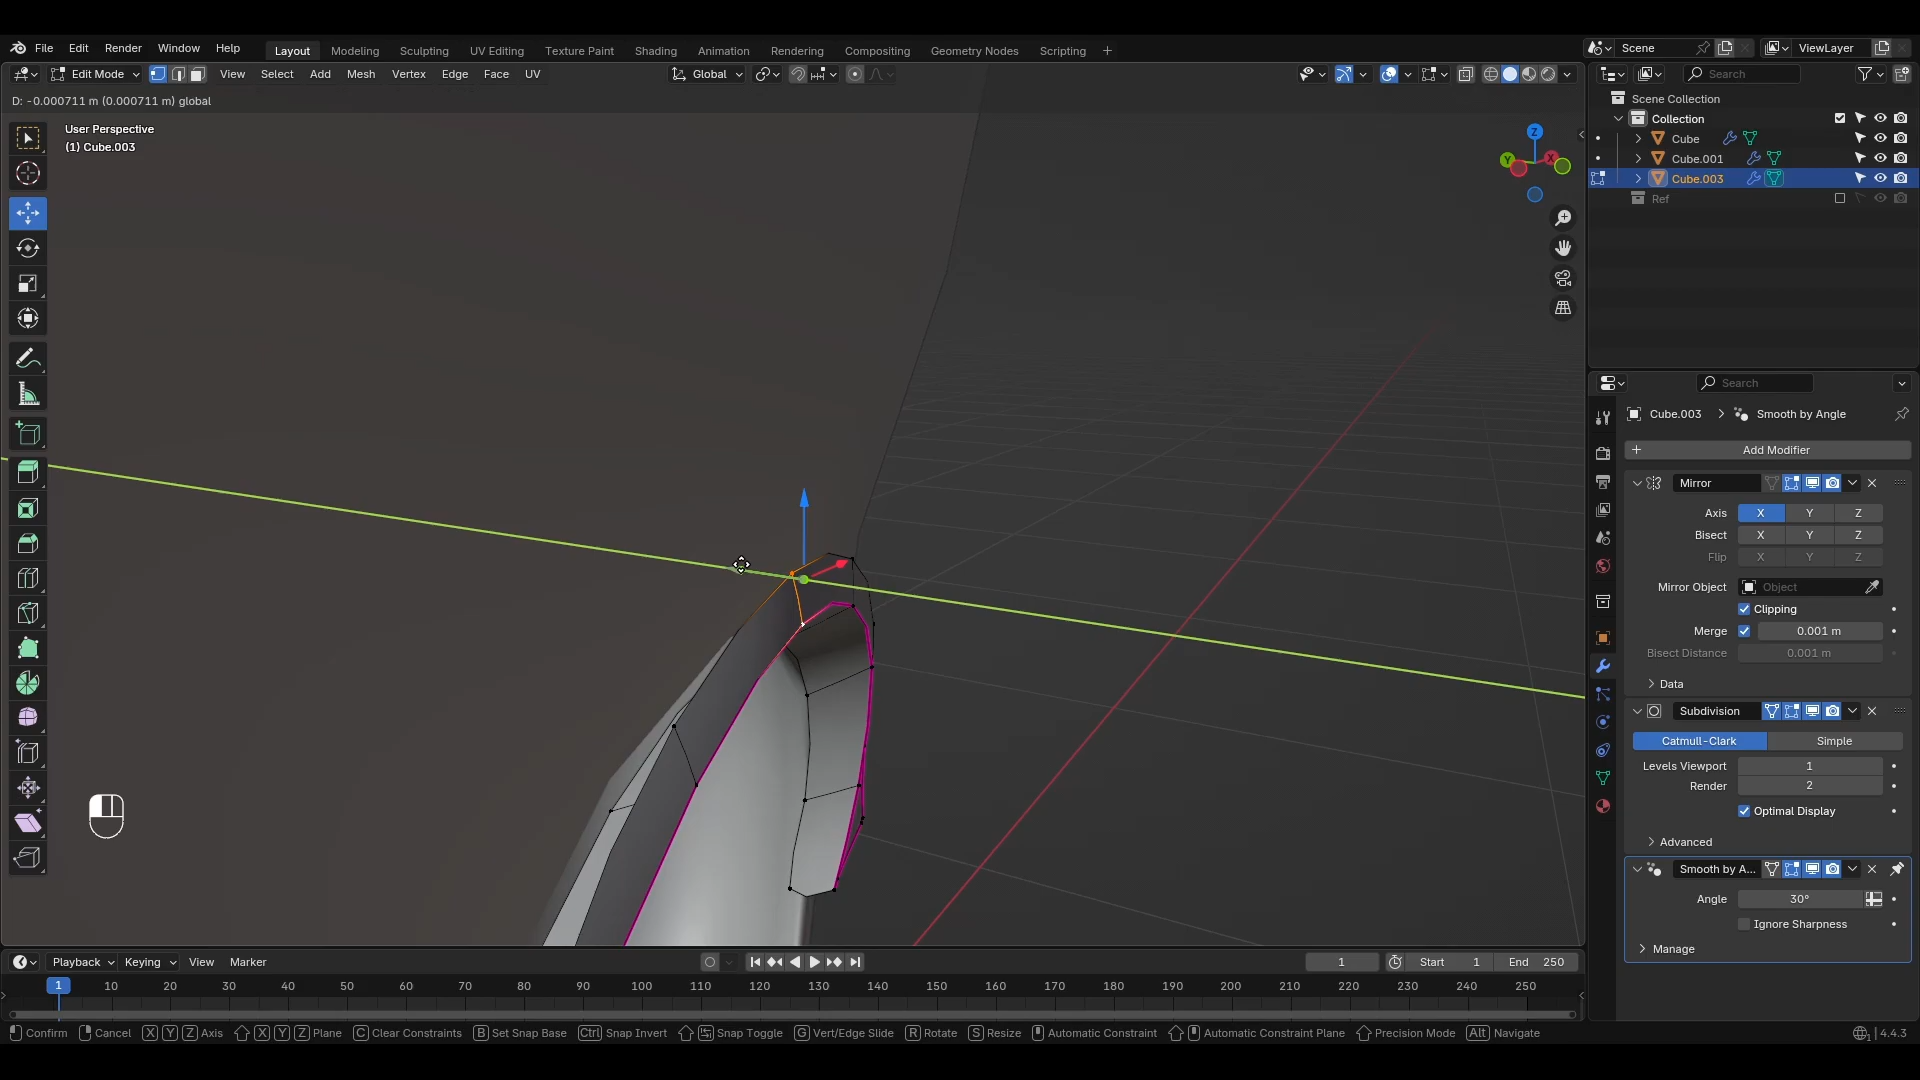 File Edit Render Window Help Layout Modeling Sculpting UV Editing Texture Paint Shading Animation Rendering Compositing Geometry Nodes Scripting + Scene ViewLayer
Edit Mode View Select Add Mesh Vertex Edge Face UV Global Search
D: -0.000711 m (0.000711 m) global
Scene Collection
User Perspective
Collection
(1) Cube.003
Cube
Cube.001
Cube.003
Ref
Z
Y
X
Search
Cube.003 > Smooth by Angle
+ Add Modifier
Mirror
Axis X Y Z
Bisect X Y Z
Flip X Y Z
Mirror Object Object
Clipping
Merge 0.001 m
Bisect Distance 0.001 m
Data
Subdivision
Catmull-Clark Simple
Levels Viewport 1
Render 2
Optimal Display
Advanced
Smooth by A...
Angle 30°
Ignore Sharpness
Manage
Playback Keying View Marker 1 Start 1 End 250
1 10 20 30 40 50 60 70 80 90 100 110 120 130 140 150 160 170 180 190 200 210 220 230 240 250
Confirm Cancel X Y Z Axis X Y Z Plane C Clear Constraints B Set Snap Base Ctrl Snap Invert Snap Toggle G Vert/Edge Slide R Rotate S Resize Automatic Constraint Automatic Constraint Plane Precision Mode Alt Navigate 4.4.3